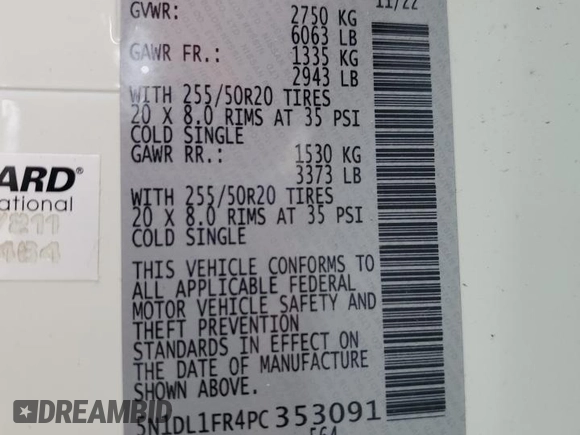 11/22
GVWR: 2750 KG
6063 LB
GAWR FR.: 1335 KG
2943 LB
WITH 255/50R20 TIRES
20 X 8.0 RIMS AT 35 PSI
COLD SINGLE
GAWR RR.: 1530 KG
3373 LB
WITH 255/50R20 TIRES
20 X 8.0 RIMS AT 35 PSI
COLD SINGLE
THIS VEHICLE CONFORMS TO
ALL APPLICABLE FEDERAL
MOTOR VEHICLE SAFETY AND
THEFT PREVENTION
STANDARDS IN EFFECT ON
THE DATE OF MANUFACTURE
SHOWN ABOVE.
5N1DL1FR4PC353091
ARD®
ational
DREAMBID